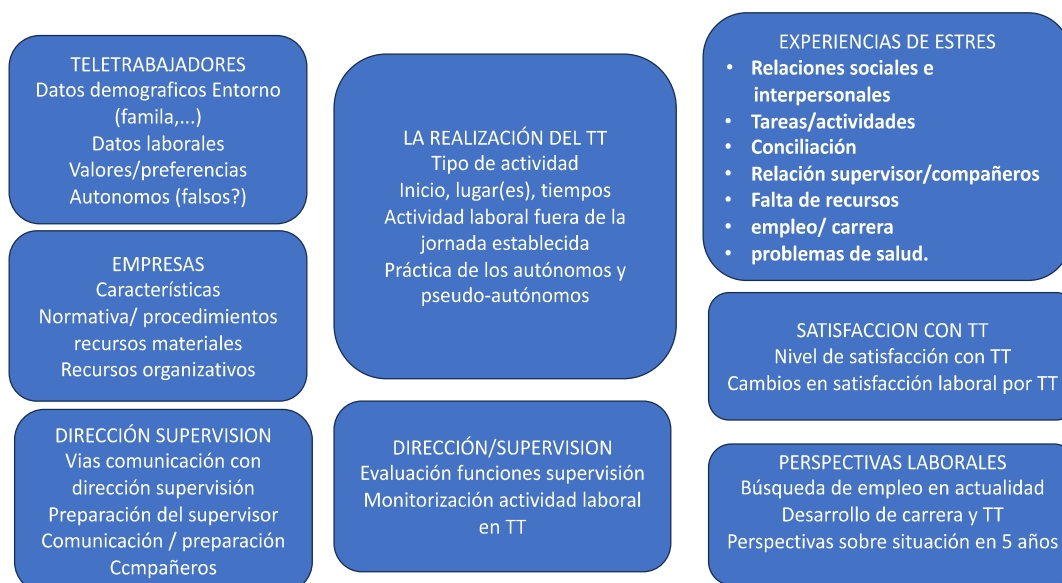 TELETRABAJADORES
Datos demograficos Entorno
(famila,...)
Datos laborales
Valores/preferencias
Autonomos (falsos?)
EMPRESAS
Características
Normativa/ procedimientos
recursos materiales
Recursos organizativos
DIRECCIÓN SUPERVISION
Vias comunicación con
dirección supervisión
Preparación del supervisor
Comunicación / preparación
Ccmpañeros
LA REALIZACIÓN DEL TT
Tipo de actividad
Inicio, lugar(es), tiempos
Actividad laboral fuera de la
jornada establecida
Práctica de los autónomos y
pseudo-autónomos
DIRECCIÓN/SUPERVISION
Evaluación funciones supervisión
Monitorización actividad laboral
en TT
EXPERIENCIAS DE ESTRES
• Relaciones sociales e
interpersonales
• Tareas/actividades
• Conciliación
• Relación supervisor/compañeros
• Falta de recursos
• empleo/ carrera
• problemas de salud.
SATISFACCION CON TT
Nivel de satisfacción con TT
Cambios en satisfacción laboral por TT
PERSPECTIVAS LABORALES
Búsqueda de empleo en actualidad
Desarrollo de carrera y TT
Perspectivas sobre situación en 5 años